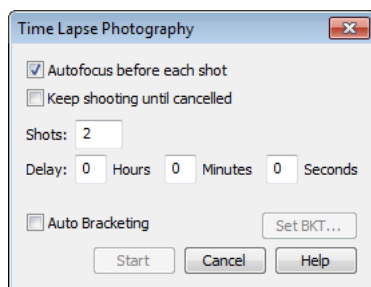 Time Lapse Photography
Autofocus before each shot
Keep shooting until cancelled
Shots: 2
Delay: 0 Hours 0 Minutes 0 Seconds
Auto Bracketing Set BKT...
Start Cancel Help